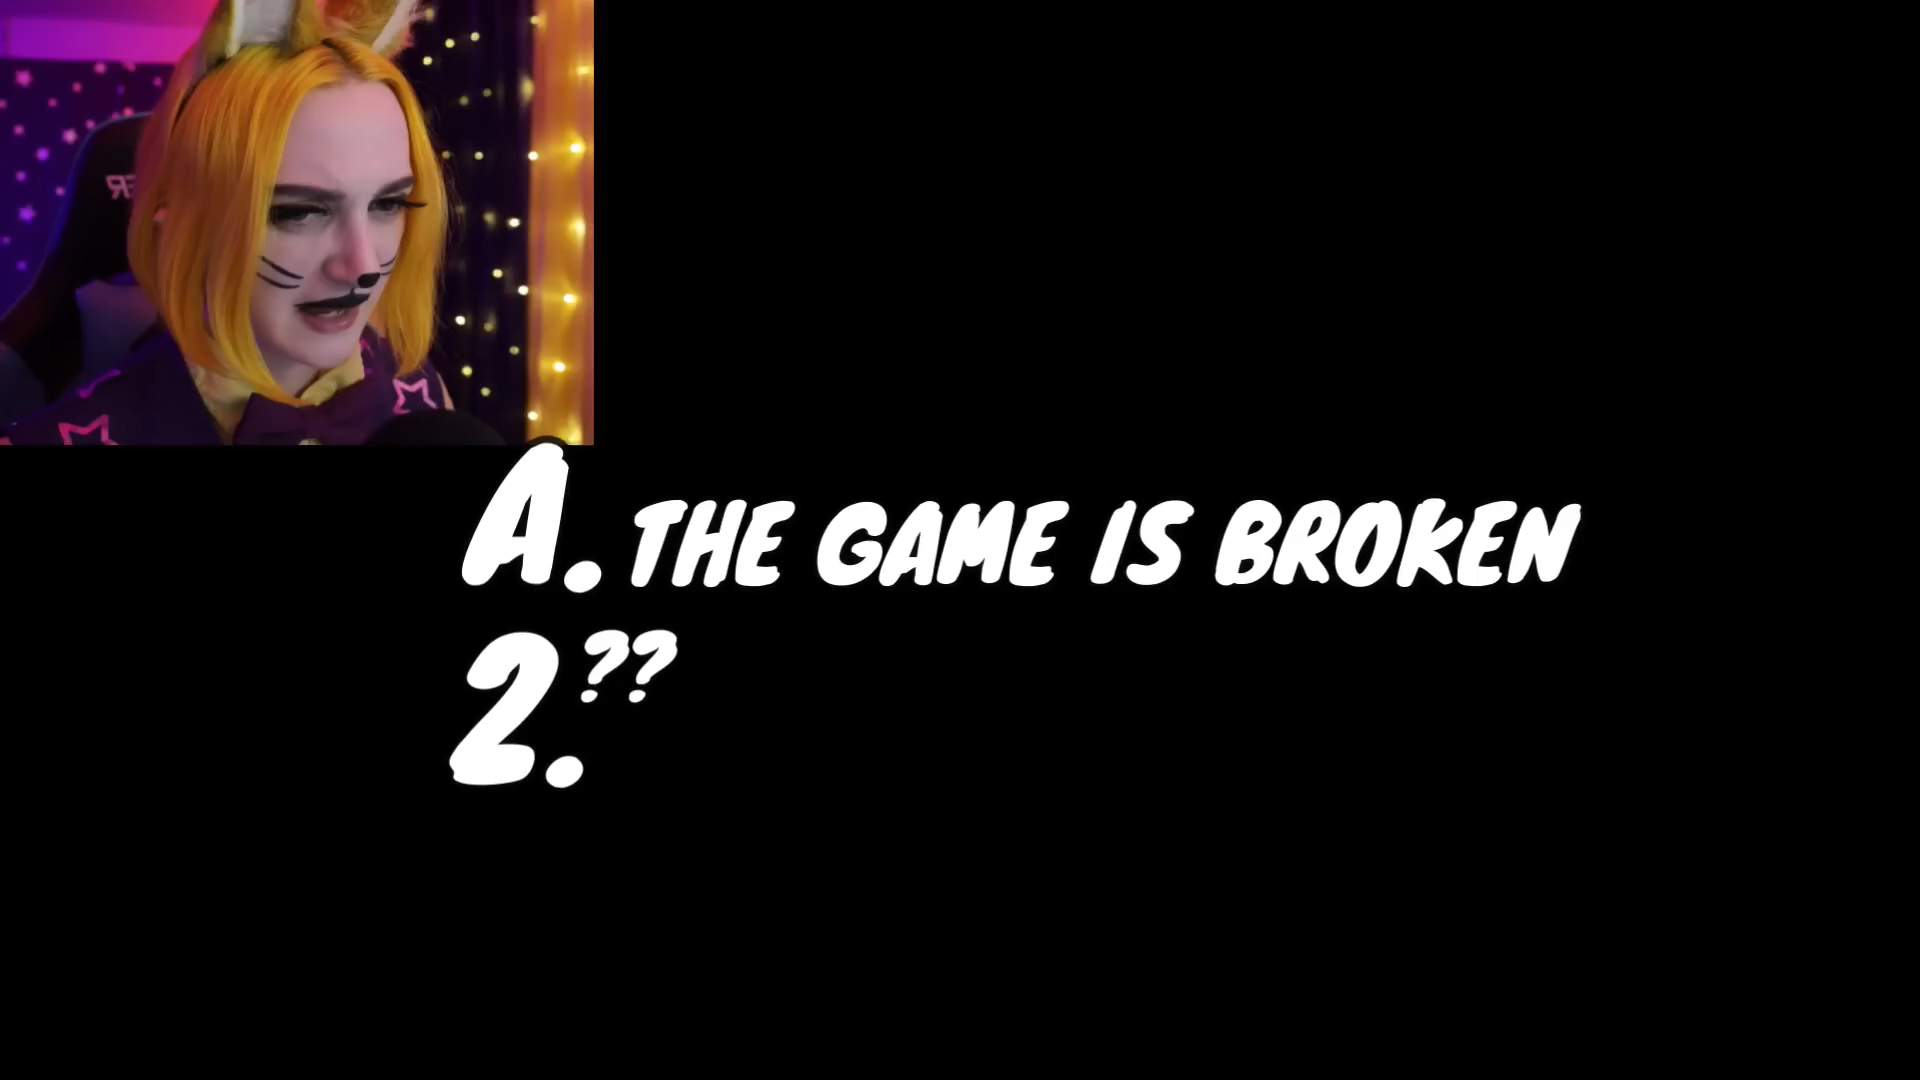 A. THE GAME IS BROKEN
2. ??